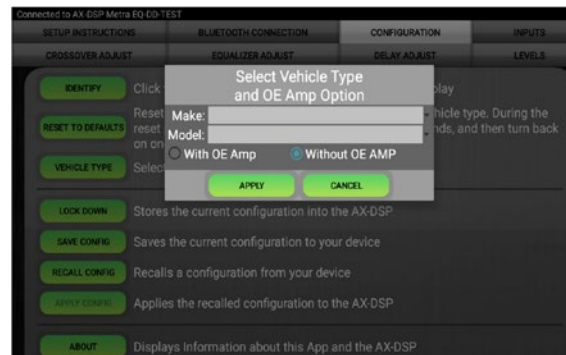 Connected to AX-DSP Metra EQ-DD-TEST
SETUP INSTRUCTIONS BLUETOOTH CONNECTION CONFIGURATION INPUTS
CROSSOVER ADJUST EQUALIZER ADJUST DELAY ADJUST LEVELS
Select Vehicle Type
and OE Amp Option
IDENTIFY Click play
Make:
Reset hicle type. During the
RESET TO DEFAULTS reset nds, and then turn back
Model:
on on
With OE Amp Without OE AMP
VEHICLE TYPE Select
APPLY CANCEL
LOCK DOWN Stores the current configuration into the AX-DSP
SAVE CONFIG Saves the current configuration to your device
RECALL CONFIG Recalls a configuration from your device
APPLY CONFIG Applies the recalled configuration to the AX-DSP
ABOUT Displays Information about this App and the AX-DSP